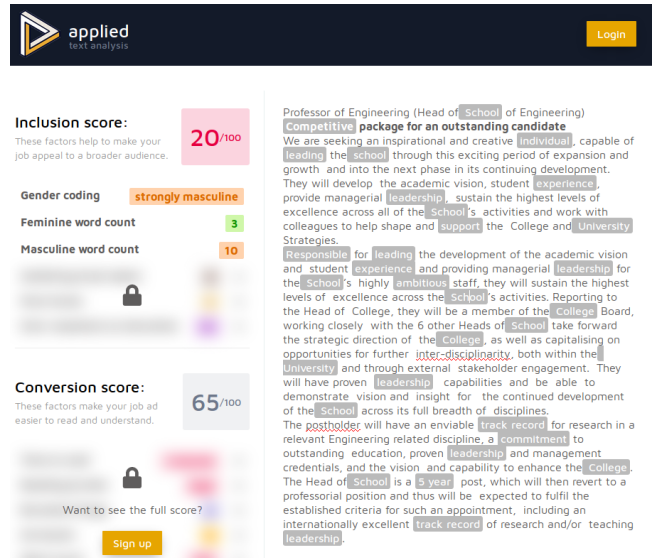 applied
text analysis
Login
Inclusion score:
These factors help to make your
job appeal to a broader audience.
20/100
Gender coding strongly masculine
Feminine word count 3
Masculine word count 10
Conversion score:
These factors make your job ad
easier to read and understand.
65/100
Want to see the full score?
Sign up
Professor of Engineering (Head of School of Engineering)
Competitive package for an outstanding candidate
We are seeking an inspirational and creative individual, capable of
leading the school through this exciting period of expansion and
growth and into the next phase in its continuing development.
They will develop the academic vision, student experience,
provide managerial leadership, sustain the highest levels of
excellence across all of the School's activities and work with
colleagues to help shape and support the College and University
Strategies.
Responsible for leading the development of the academic vision
and student experience and providing managerial leadership for
the School's highly ambitious staff, they will sustain the highest
levels of excellence across the School's activities. Reporting to
the Head of College, they will be a member of the College Board,
working closely with the 6 other Heads of School take forward
the strategic direction of the College, as well as capitalising on
opportunities for further inter-disciplinarity, both within the
University and through external stakeholder engagement. They
will have proven leadership capabilities and be able to
demonstrate vision and insight for the continued development
of the School across its full breadth of disciplines.
The postholder will have an enviable track record for research in a
relevant Engineering related discipline, a commitment to
outstanding education, proven leadership and management
credentials, and the vision and capability to enhance the College.
The Head of School is a 5 year post, which will then revert to a
professorial position and thus will be expected to fulfil the
established criteria for such an appointment, including an
internationally excellent track record of research and/or teaching
leadership.